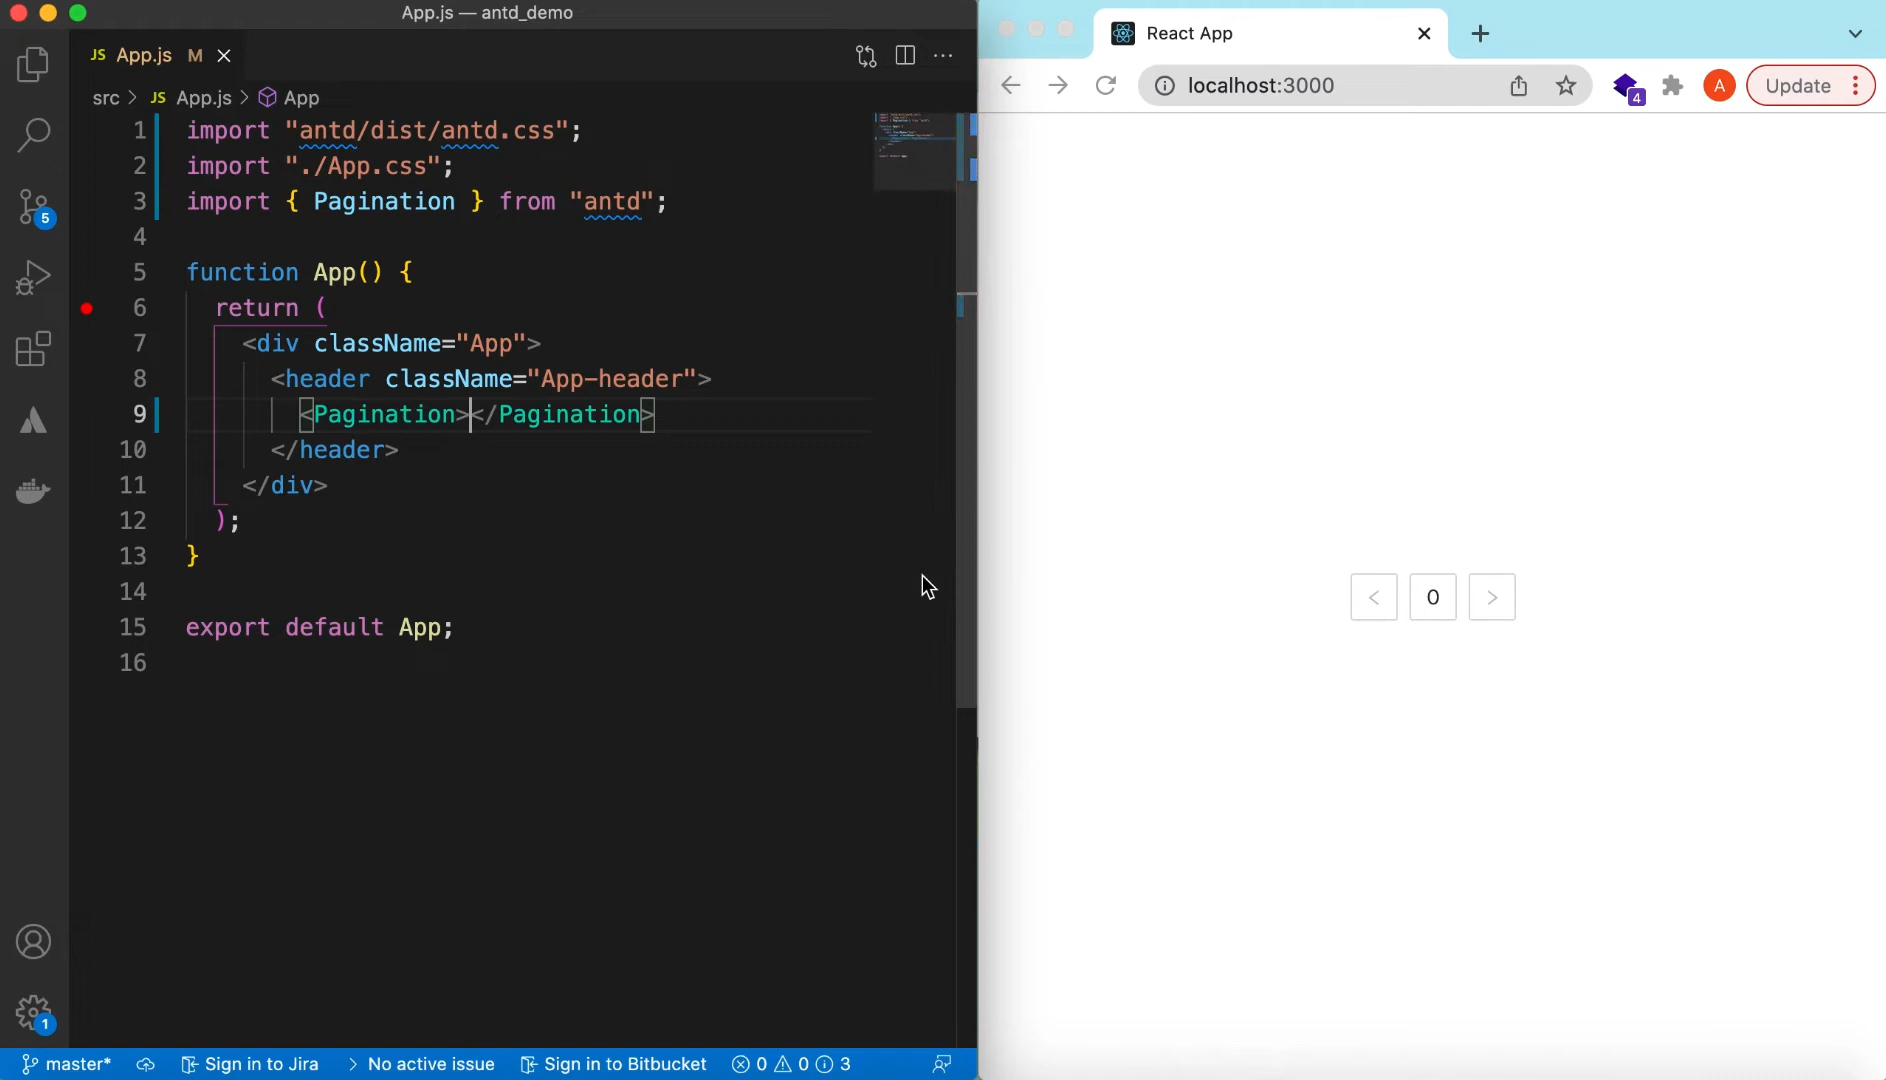 App.js — antd_demo
JS App.js M
src > JS App.js > App
1 import "antd/dist/antd.css";
2 import "./App.css";
3 import { Pagination } from "antd";
4
5 function App() {
6 return (
7 <div className="App">
8 <header className="App-header">
9 <Pagination></Pagination>
10 </header>
11 </div>
12 );
13 }
14
15 export default App;
16
5
1
master* Sign in to Jira > No active issue Sign in to Bitbucket 0 0 3
React App
localhost:3000
4
A
Update
< 0 >